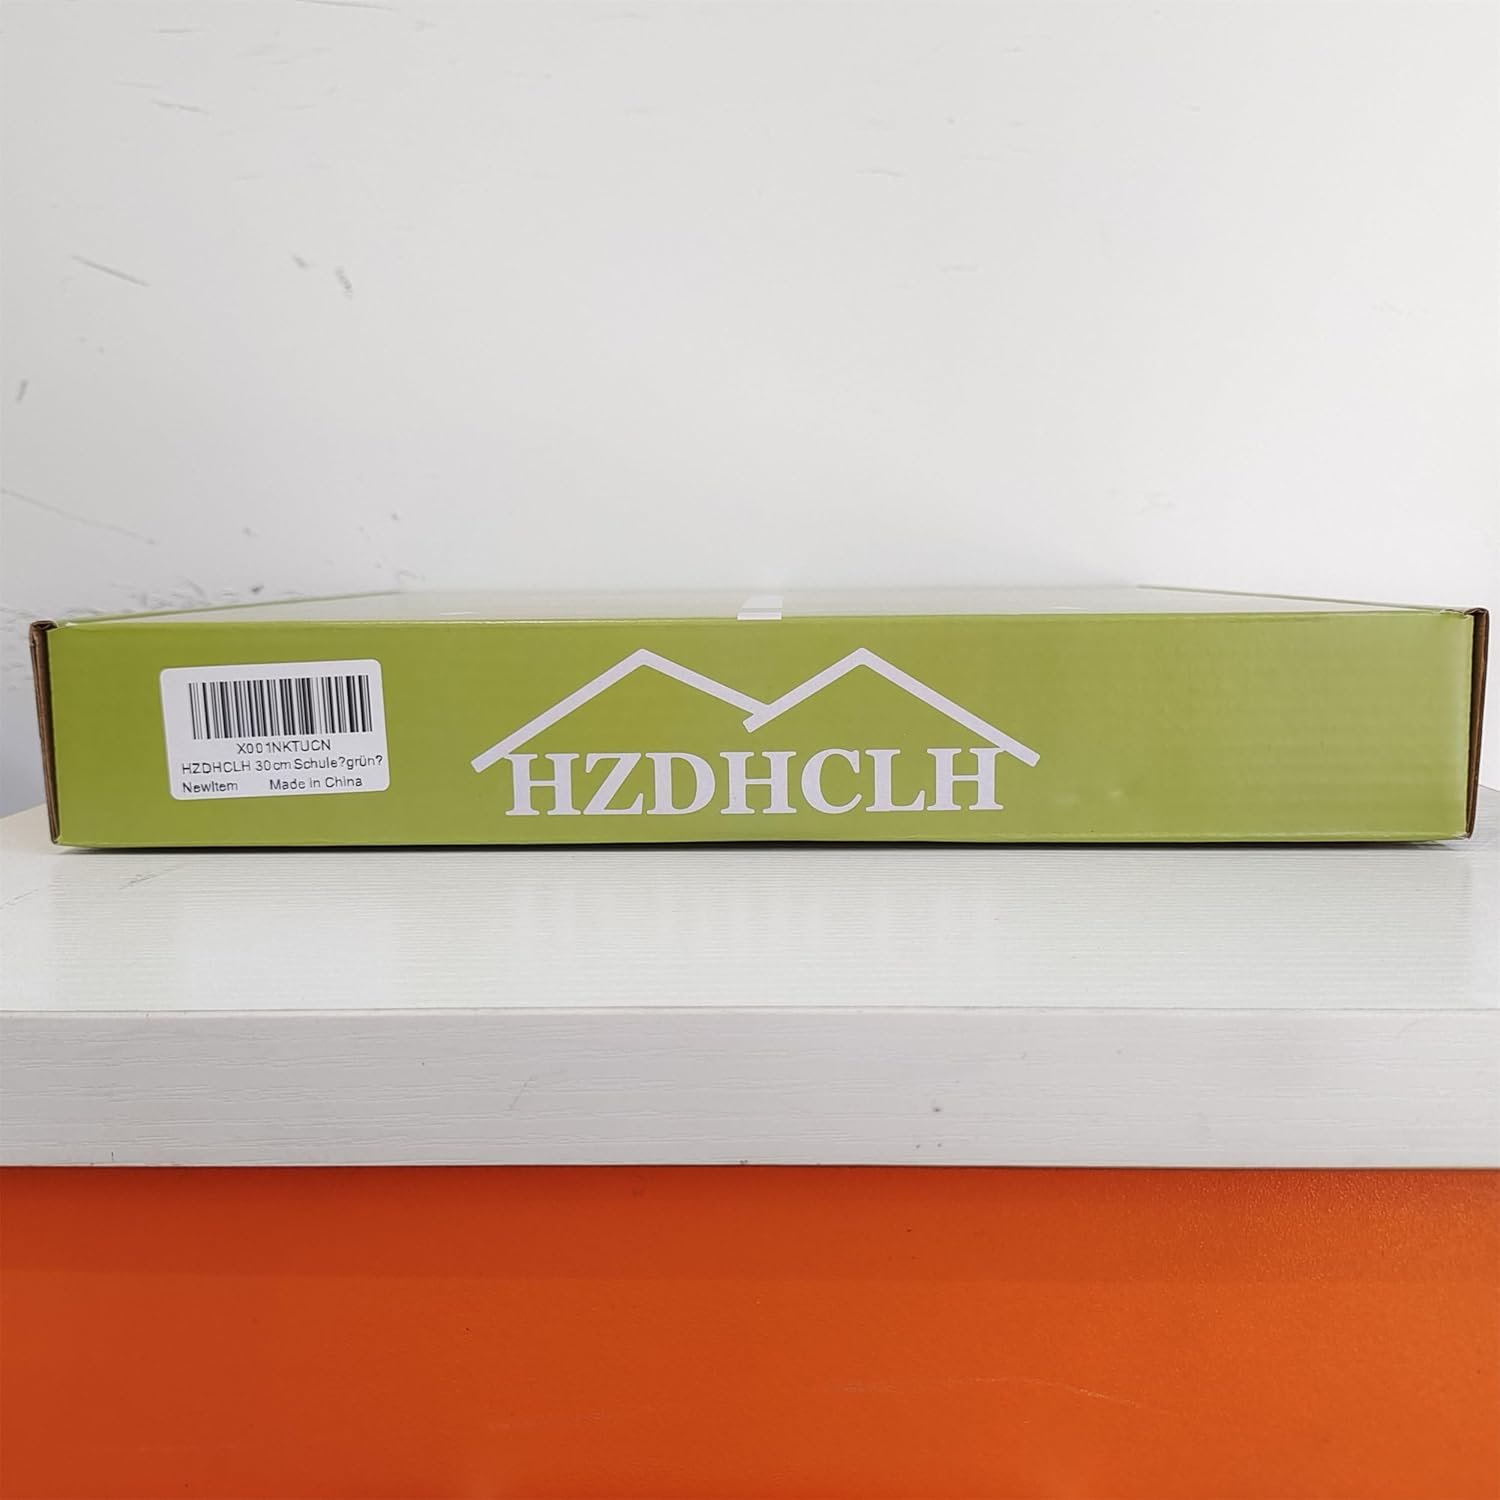 X001NKTUCN
HZDHCLH 30cm Schule?grün?
NewItem Made in China
HZDHCLH